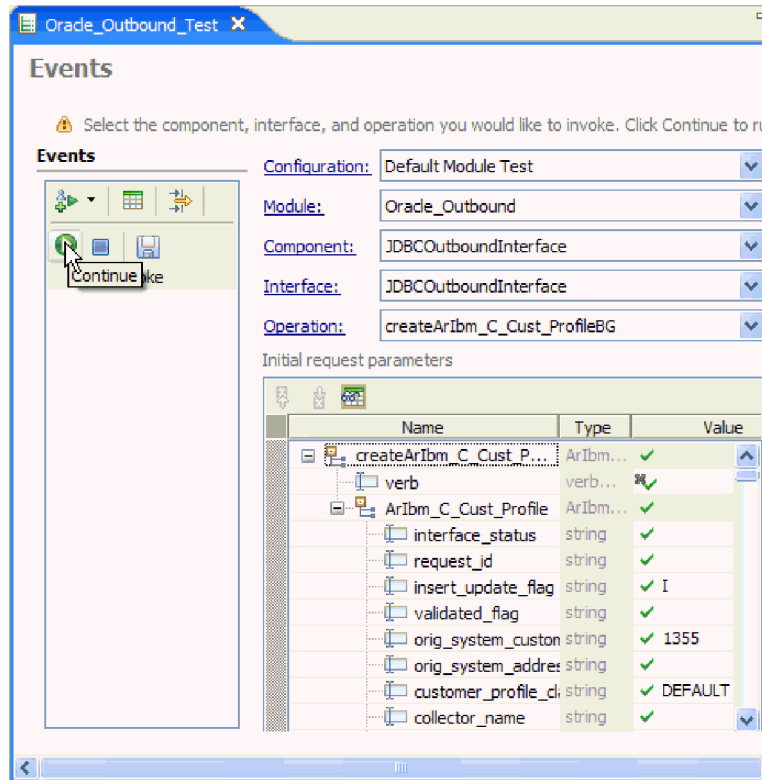 Oracle_Outbound_Test
Events
Select the component, interface, and operation you would like to invoke. Click Continue to ru
Events
Continue
ke
Configuration: Default Module Test
Module: Oracle_Outbound
Component: JDBCOutboundInterface
Interface: JDBCOutboundInterface
Operation: createArIbm_C_Cust_ProfileBG
Initial request parameters
Name Type Value
createArIbm_C_Cust_P... ArIbm...
verb verb...
ArIbm_C_Cust_Profile ArIbm...
interface_status string
request_id string
insert_update_flag string I
validated_flag string
orig_system_custon string 1355
orig_system_addres string
customer_profile_cl string DEFAULT
collector_name string